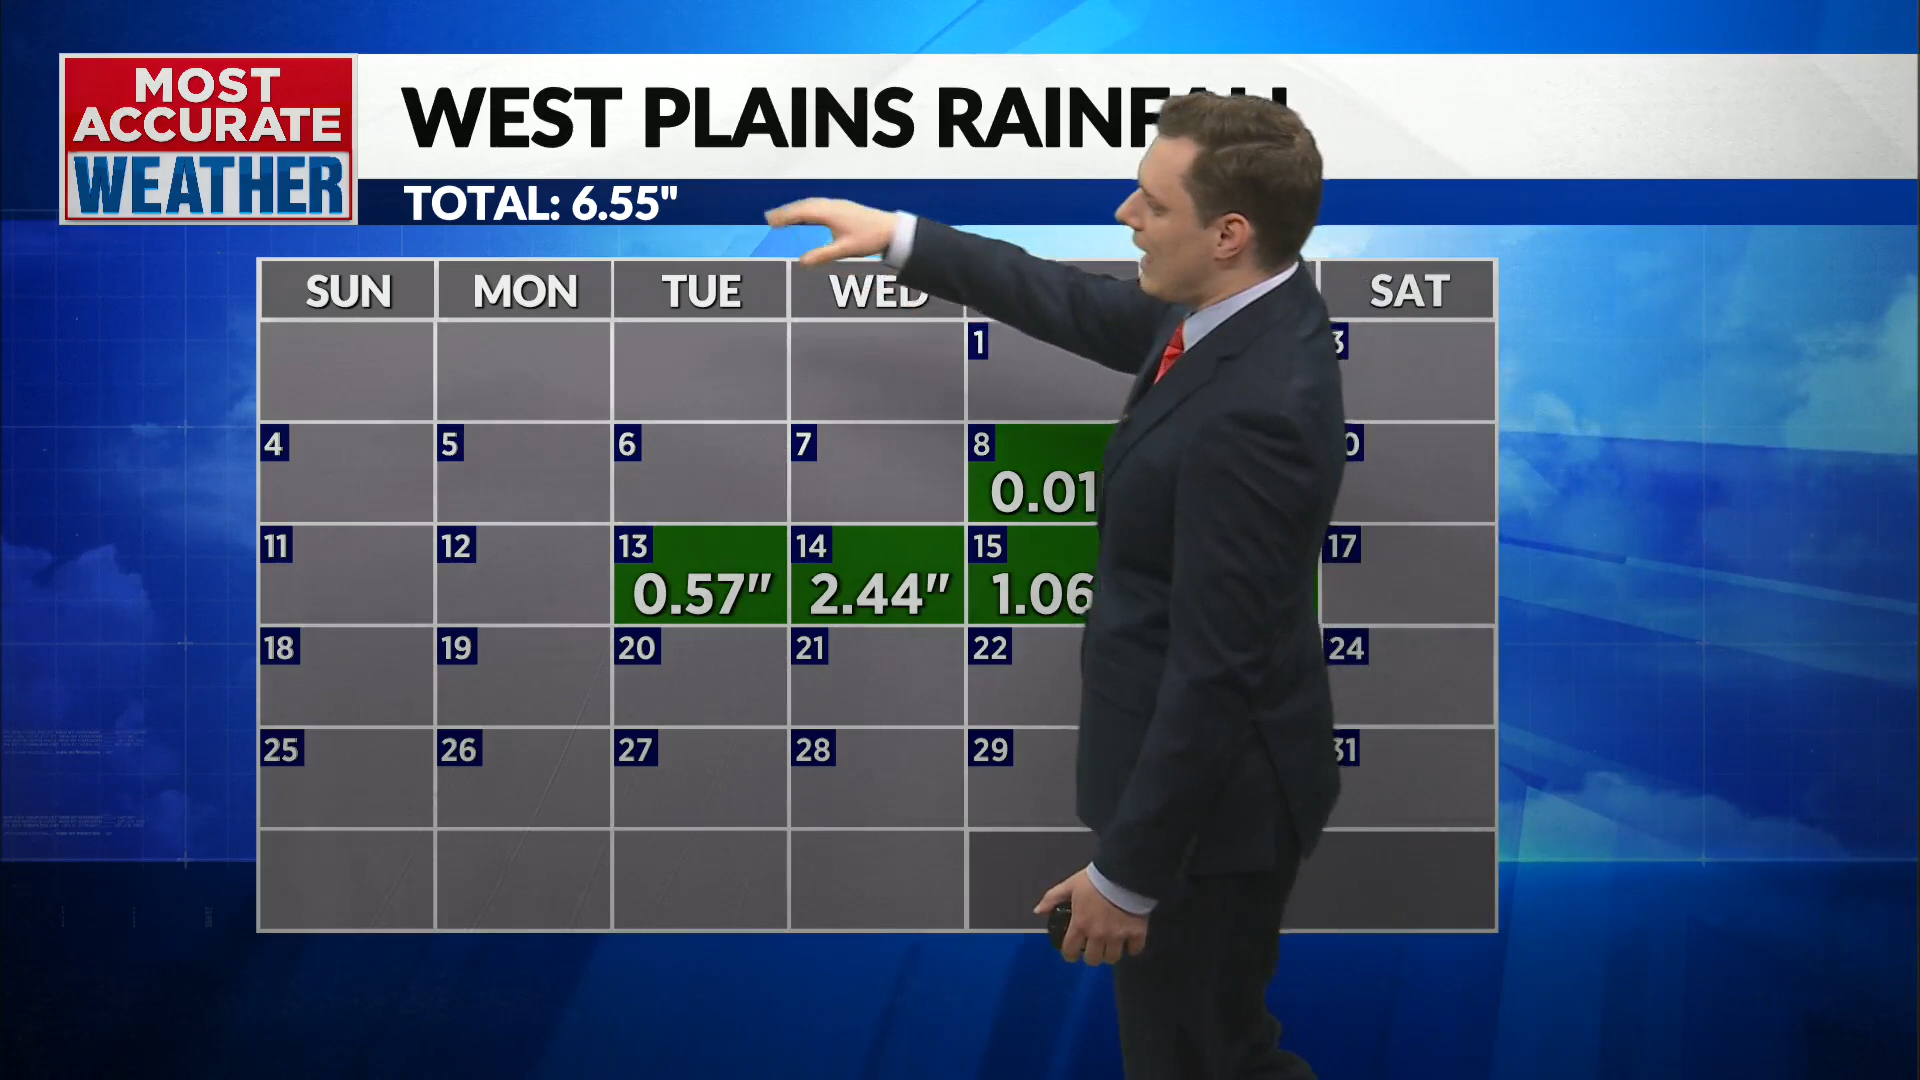 MOST
ACCURATE
WEATHER
WEST PLAINS
TOTAL: 6.55"
SUN MON TUE WED SAT
1 3
4 5 6 7 8
0.01
11 12 13 14 15 17
0.57" 2.44" 1.06
18 19 20 21 22 24
25 26 27 28 29 31